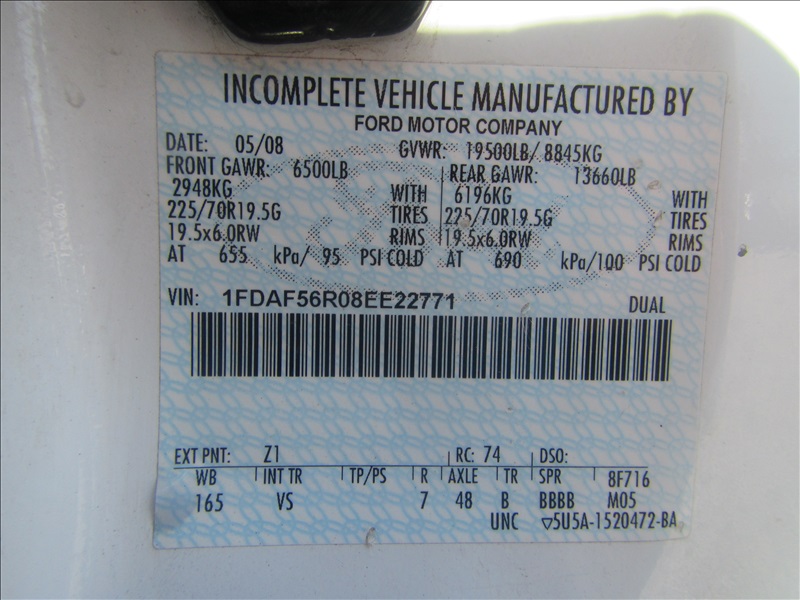 INCOMPLETE VEHICLE MANUFACTURED BY
FORD MOTOR COMPANY
DATE: 05/08 GVWR: 19500LB/ 8845KG
FRONT GAWR: 6500LB REAR GAWR: 13660LB
2948KG WITH 6196KG WITH
225/70R19.5G TIRES 225/70R19.5G TIRES
19.5x6.0RW RIMS 19.5x6.0RW RIMS
AT 655 kPa/ 95 PSI COLD AT 690 kPa/100 PSI COLD
VIN: 1FDAF56R08EE22771 DUAL
EXT PNT: Z1 RC: 74 DSO:
WB INT TR TP/PS R AXLE TR SPR 8F716
165 VS 7 48 B BBBB M05
UNC ▽5U5A-1520472-BA